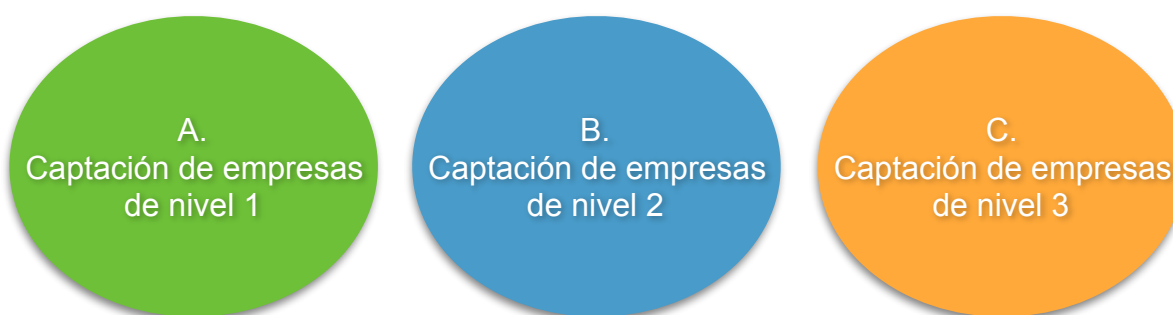 A.
Captación de empresas
de nivel 1
B.
Captación de empresas
de nivel 2
C.
Captación de empresas
de nivel 3